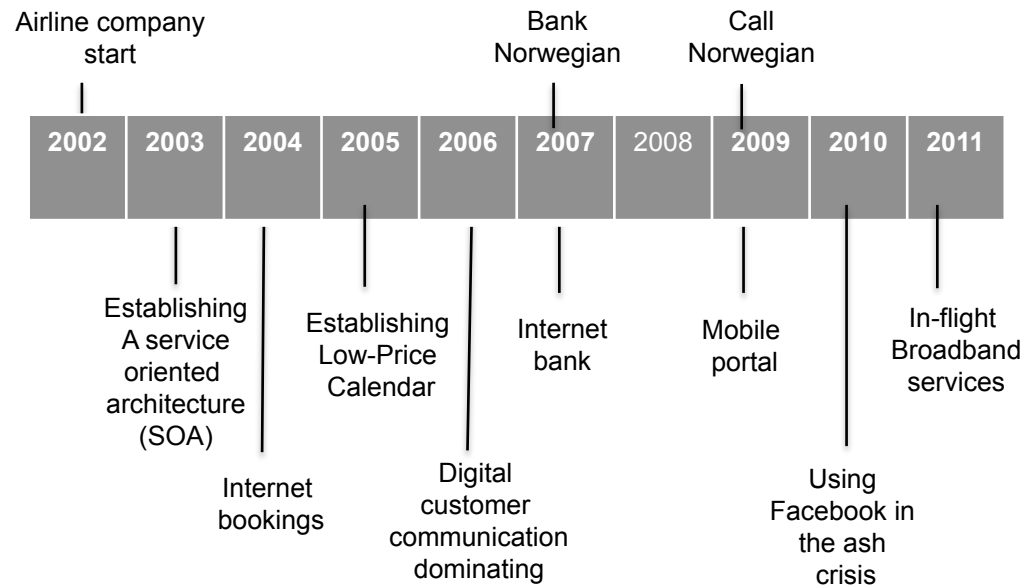 Airline company
start
Bank
Norwegian
Call
Norwegian
2002 2003 2004 2005 2006 2007 2008 2009 2010 2011
Establishing
A service
oriented
architecture
(SOA)
Internet
bookings
Establishing
Low-Price
Calendar
Digital
customer
communication
dominating
Internet
bank
Mobile
portal
Using
Facebook in
the ash
crisis
In-flight
Broadband
services